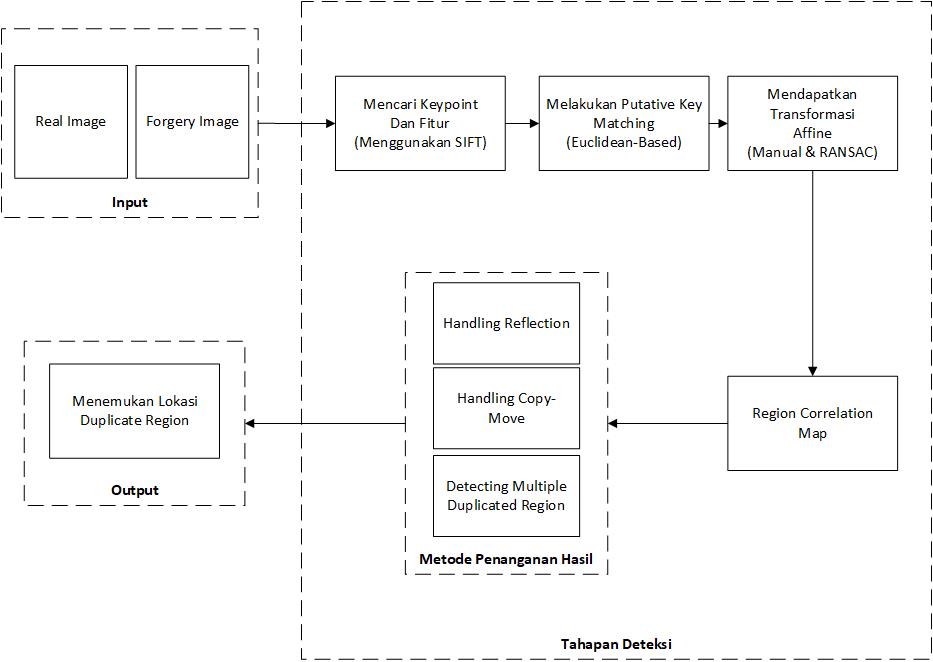 Real Image
Forgery Image
Input
Mencari Keypoint
Dan Fitur
(Menggunakan SIFT)
Melakukan Putative Key
Matching
(Euclidean-Based)
Mendapatkan
Transformasi
Affine
(Manual & RANSAC)
Region Correlation
Map
Handling Reflection
Handling Copy-
Move
Detecting Multiple
Duplicated Region
Metode Penanganan Hasil
Menemukan Lokasi
Duplicate Region
Output
Tahapan Deteksi